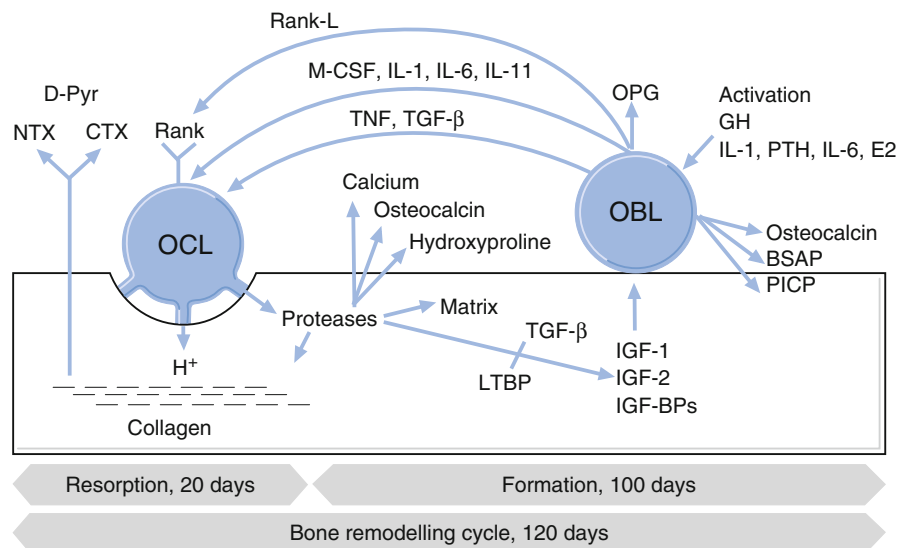 Rank-L
M-CSF, IL-1, IL-6, IL-11
TNF, TGF-β
D-Pyr
NTX
CTX
Rank
OPG
Activation
GH
IL-1, PTH, IL-6, E2
OCL
OBL
Calcium
Osteocalcin
Hydroxyproline
Osteocalcin
BSAP
PICP
Proteases
Matrix
H+
TGF-β
LTBP
IGF-1
IGF-2
IGF-BPs
Collagen
Resorption, 20 days
Formation, 100 days
Bone remodelling cycle, 120 days